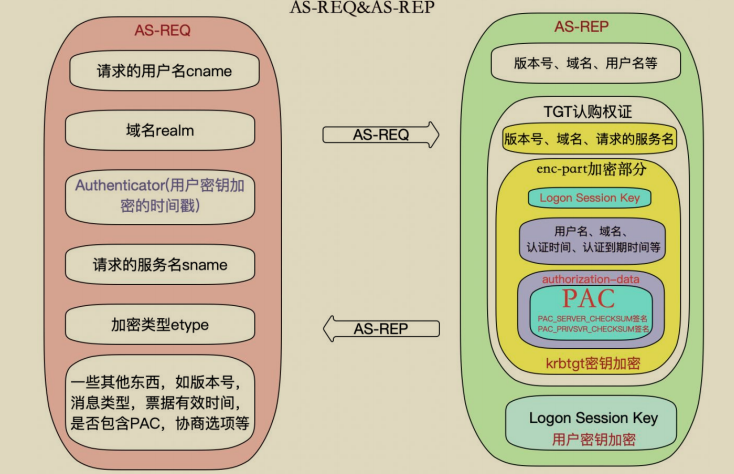 AS-REQ&AS-REP
AS-REQ
请求的用户名cname
域名realm
Authenticator(用户密钥加
密的时间戳)
请求的服务名sname
加密类型etype
一些其他东西，如版本号，
消息类型，票据有效时间，
是否包含PAC，协商选项等
AS-REQ
AS-REP
AS-REP
版本号、域名、用户名等
TGT认购权证
版本号、域名、请求的服务名
enc-part加密部分
Logon Session Key
用户名、域名、
认证时间、认证到期时间等
authorization-data
PAC
PAC_SERVER_CHECKSUM签名
PAC_PRIVSVR_CHECKSUM签名
krbtgt密钥加密
Logon Session Key
用户密钥加密